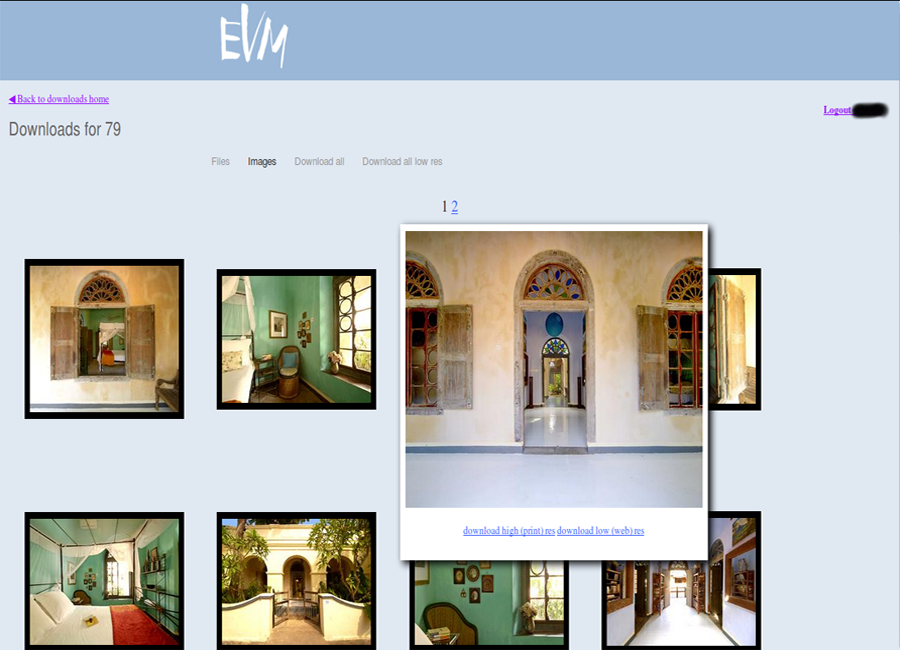 EVM
Back to downloads home
Logout
Downloads for 79
Files Images Download all Download all low res
1 2
download high (print) res download low (web) res